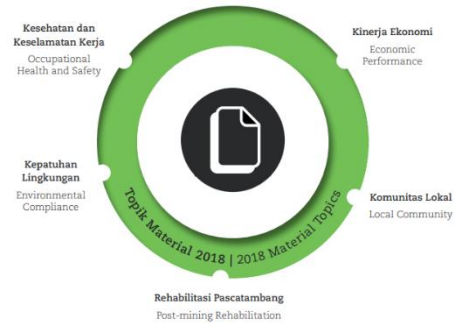 Kesehatan dan
Keselamatan Kerja
Occupational
Health and Safety
Kinerja Ekonomi
Economic
Performance
Kepatuhan
Lingkungan
Environmental
Compliance
Komunitas Lokal
Local Community
Topik Material 2018 | 2018 Material Topics
Rehabilitasi Pascatambang
Post-mining Rehabilitation